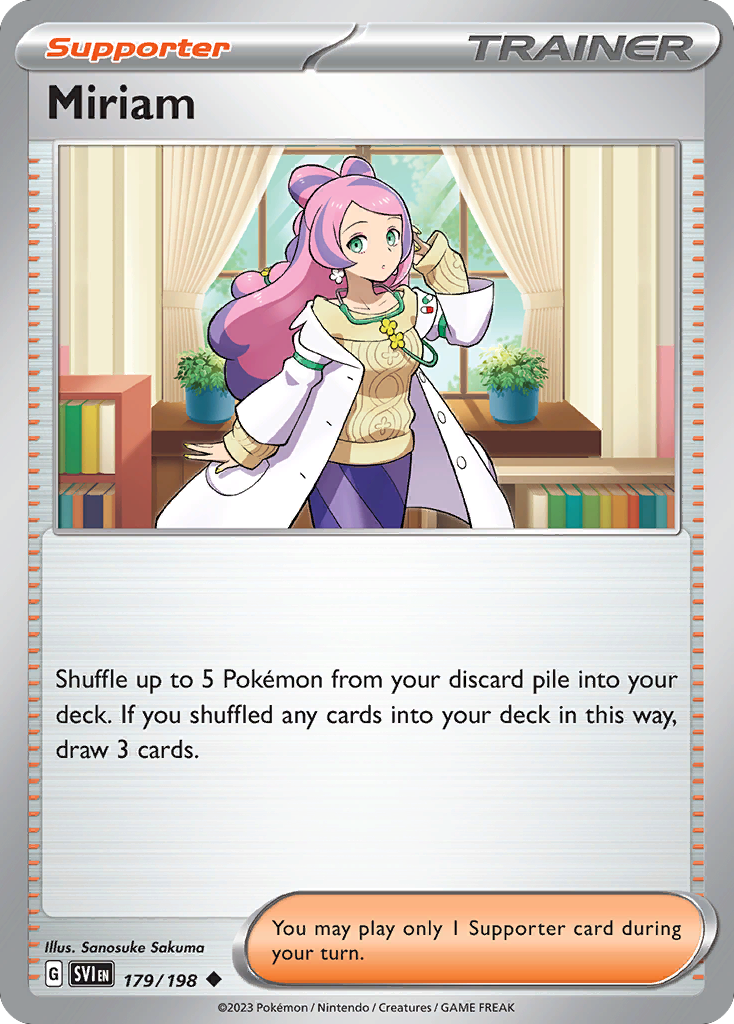 Supporter
TRAINER
Miriam
Shuffle up to 5 Pokémon from your discard pile into your
deck. If you shuffled any cards into your deck in this way,
draw 3 cards.
You may play only 1 Supporter card during
your turn.
Illus. Sanosuke Sakuma
G SVI EN 179/198
©2023 Pokémon / Nintendo / Creatures / GAME FREAK